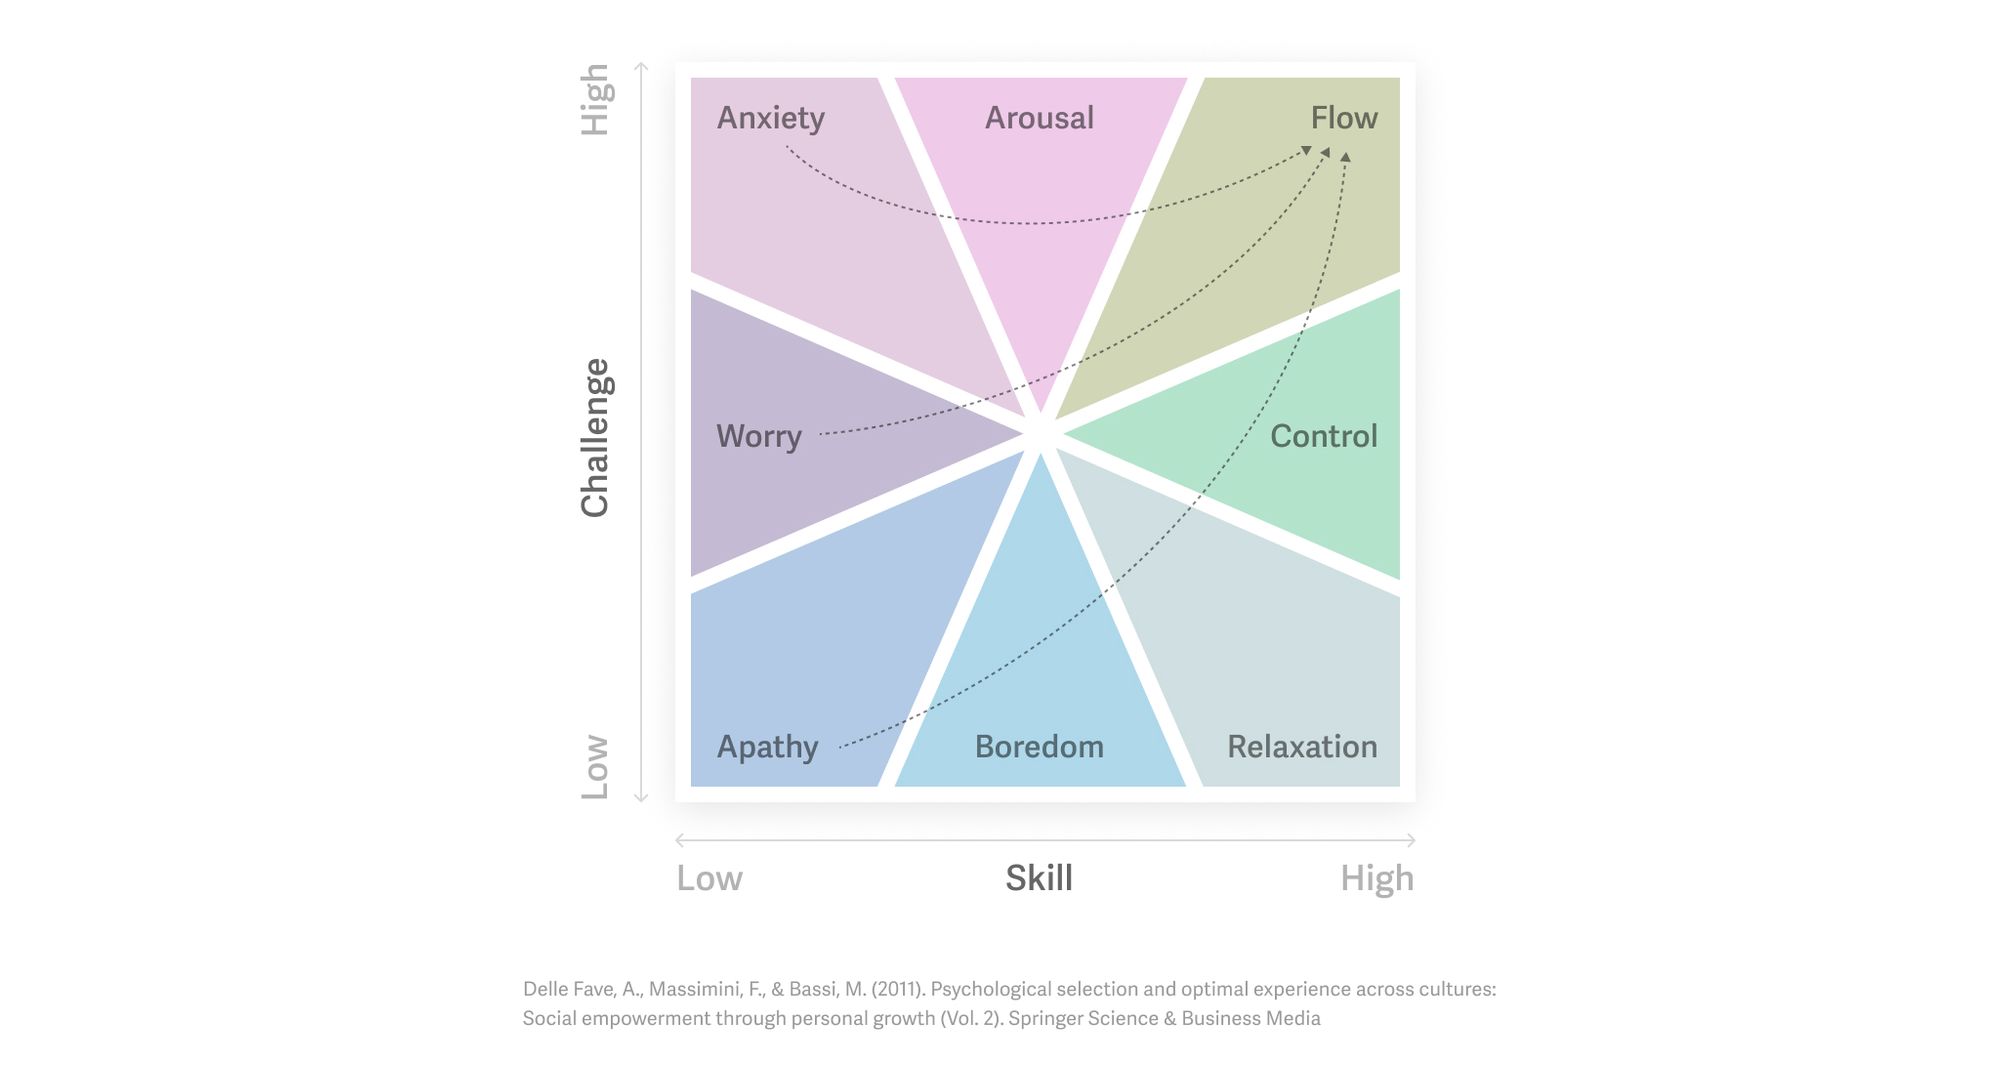 High
Anxiety
Arousal
Flow
Challenge
Worry
Control
Low
Apathy
Boredom
Relaxation
Low
Skill
High
Delle Fave, A., Massimini, F., & Bassi, M. (2011). Psychological selection and optimal experience across cultures:
Social empowerment through personal growth (Vol. 2). Springer Science & Business Media